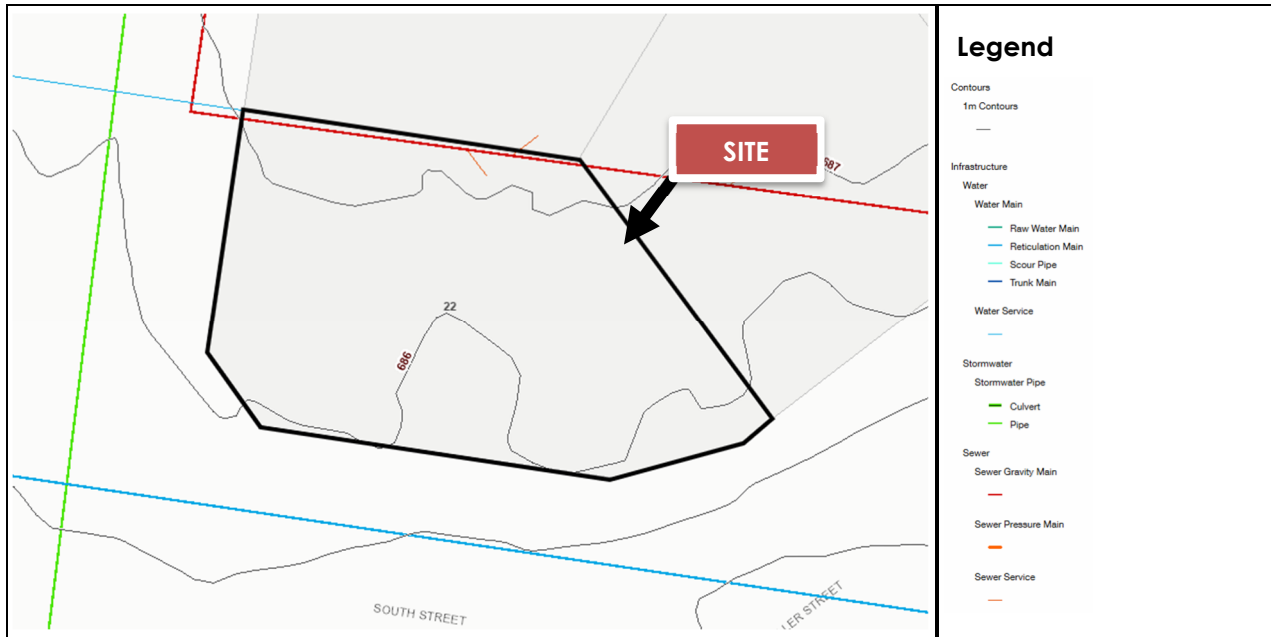 SITE
687
22
686
SOUTH STREET
LER STREET
Legend
Contours
1m Contours
Infrastructure
Water
Water Main
Raw Water Main
Reticulation Main
Scour Pipe
Trunk Main
Water Service
Stormwater
Stormwater Pipe
Culvert
Pipe
Sewer
Sewer Gravity Main
Sewer Pressure Main
Sewer Service